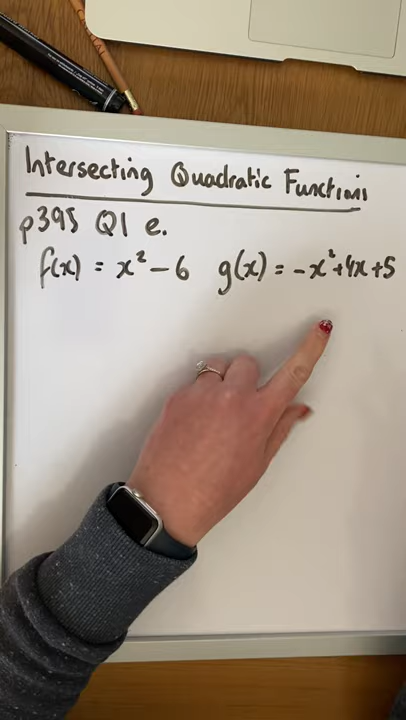 Intersecting Quadratic Functions
p395 Q1 e.
f(x) = x² - 6 g(x) = -x² + 4x + 5